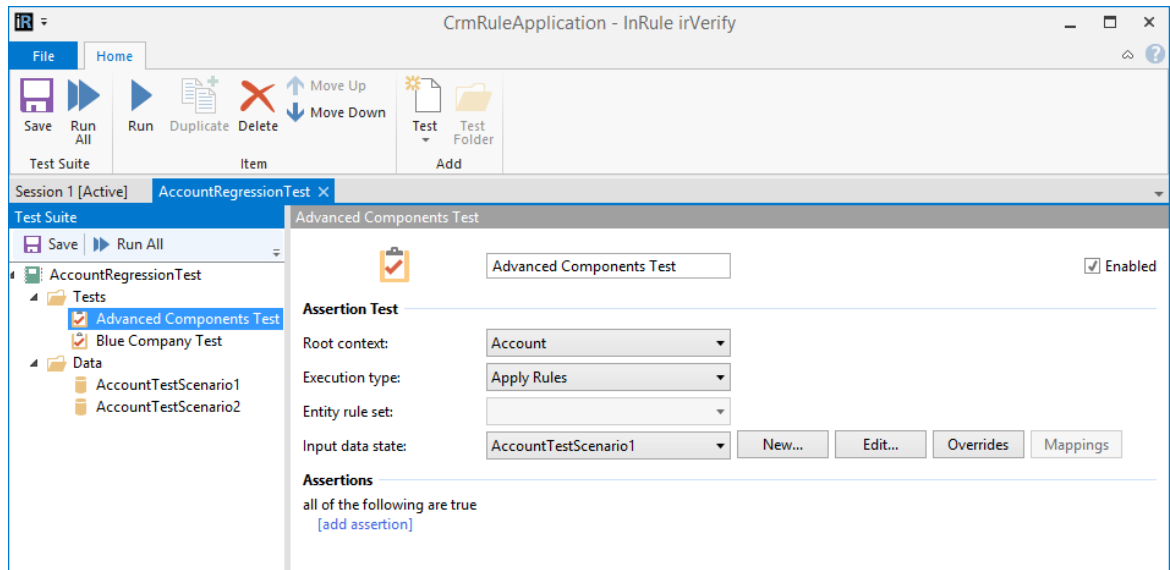 iR
CrmRuleApplication - InRule irVerify
File Home
Save Run All Run Duplicate Delete Move Up Move Down Test Test Folder
Test Suite Item Add
Session 1 [Active] AccountRegressionTest
Test Suite
Save Run All
AccountRegressionTest
Tests
Advanced Components Test
Blue Company Test
Data
AccountTestScenario1
AccountTestScenario2
Advanced Components Test
Advanced Components Test Enabled
Assertion Test
Root context: Account
Execution type: Apply Rules
Entity rule set:
Input data state: AccountTestScenario1 New... Edit... Overrides Mappings
Assertions
all of the following are true
[add assertion]